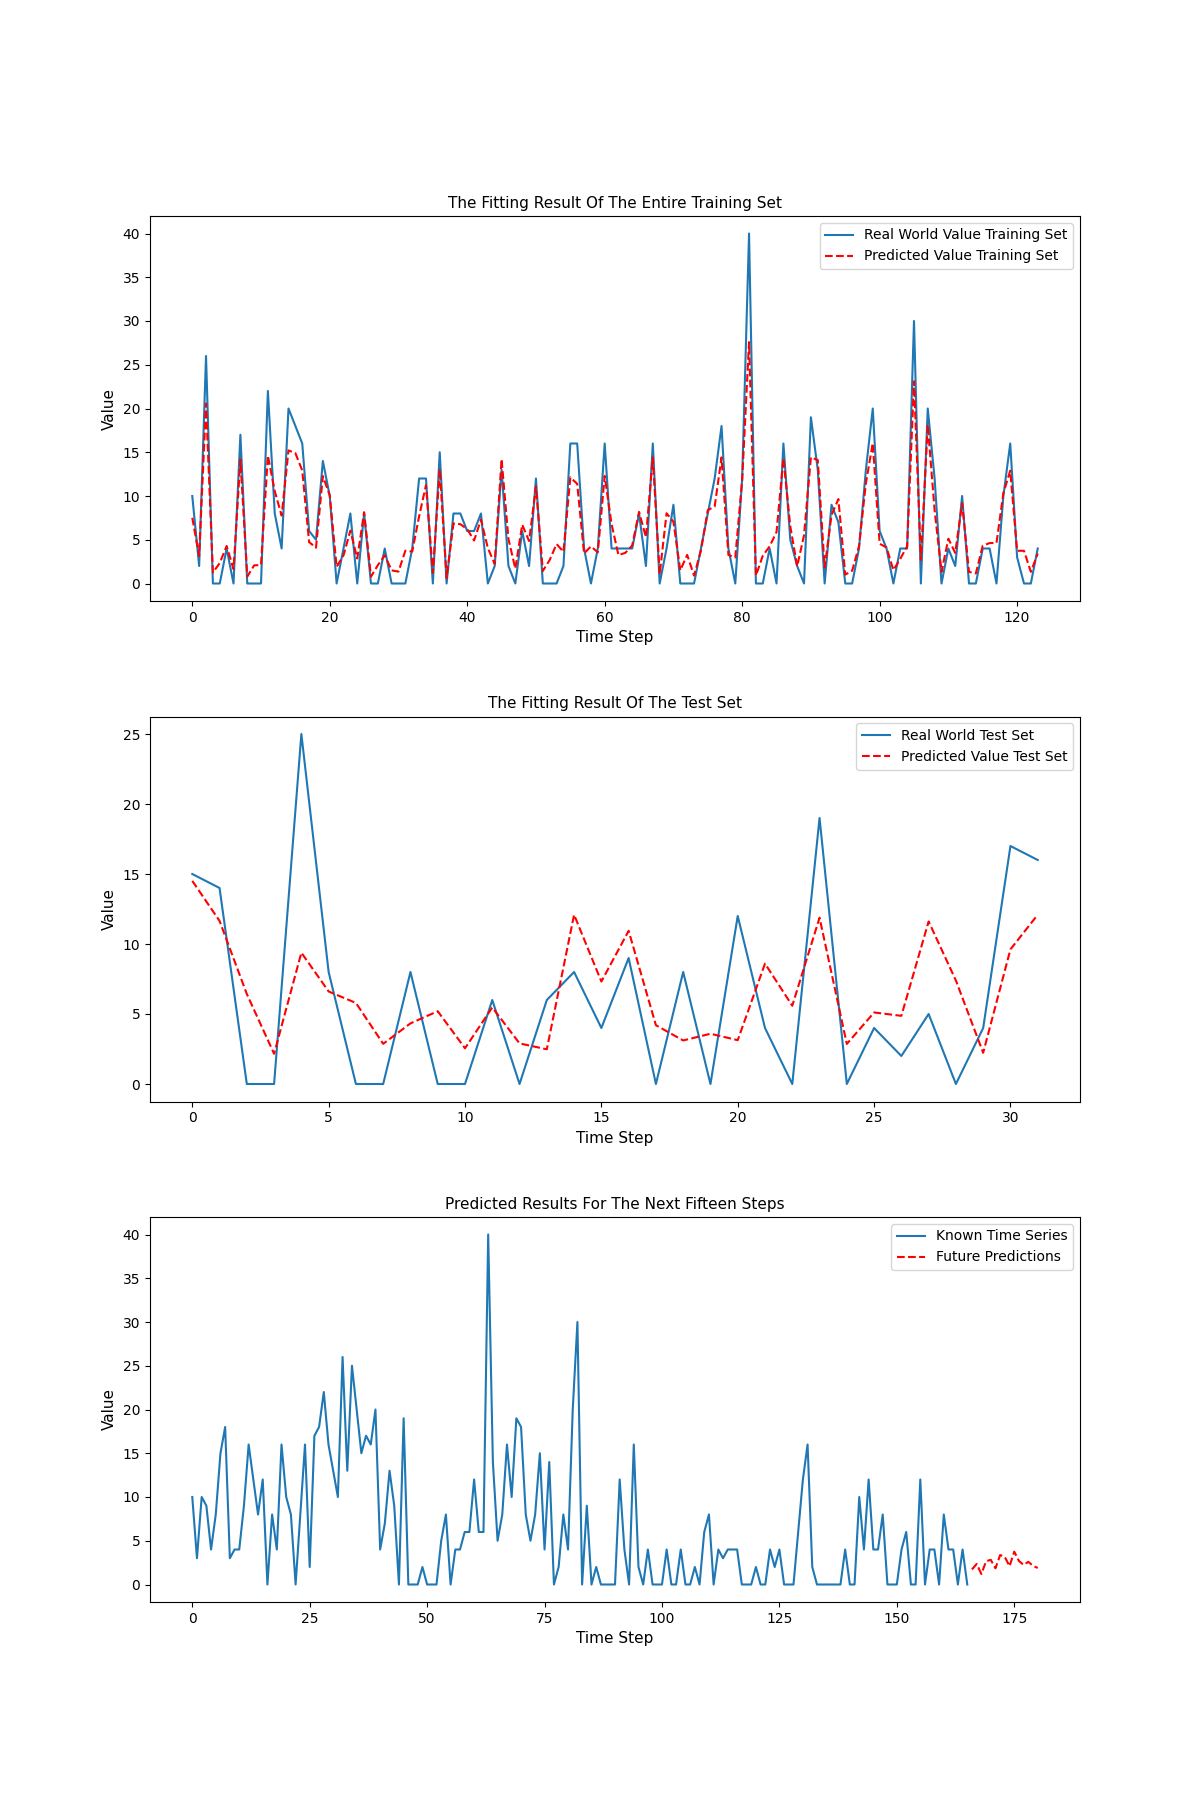 The Fitting Result Of The Entire Training Set
Real World Value Training Set
Predicted Value Training Set
Value
40
35
30
25
20
15
10
5
0
0 20 40 60 80 100 120
Time Step
The Fitting Result Of The Test Set
Real World Test Set
Predicted Value Test Set
Value
25
20
15
10
5
0
0 5 10 15 20 25 30
Time Step
Predicted Results For The Next Fifteen Steps
Known Time Series
Future Predictions
Value
40
35
30
25
20
15
10
5
0
0 25 50 75 100 125 150 175
Time Step